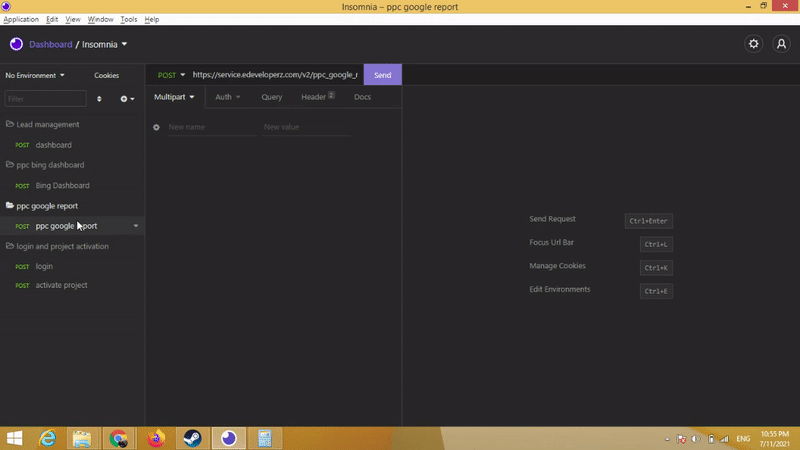 Insomnia – ppc google report
Application Edit View Window Tools Help
Dashboard / Insomnia
No Environment Cookies
POST https://service.edeveloperz.com/v2/ppc_google_r Send
Filter
Multipart Auth Query Header 2 Docs
New name New value
Lead management
POST dashboard
ppc bing dashboard
POST Bing Dashboard
ppc google report
POST ppc google report
login and project activation
POST login
POST activate project
Send Request Ctrl+Enter
Focus Url Bar Ctrl+L
Manage Cookies Ctrl+K
Edit Environments Ctrl+E
ENG
10:55 PM
7/11/2021